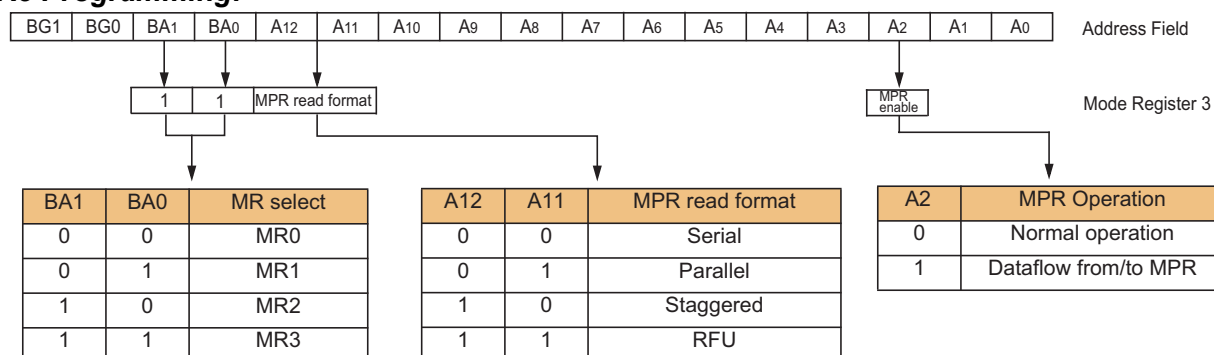 BG1 BG0 BA1 BA0 A12 A11 A10 A9 A8 A7 A6 A5 A4 A3 A2 A1 A0 Address Field
1 1 MPR read format MPR enable Mode Register 3
BA1 BA0 MR select
0 0 MR0
0 1 MR1
1 0 MR2
1 1 MR3
A12 A11 MPR read format
0 0 Serial
0 1 Parallel
1 0 Staggered
1 1 RFU
A2 MPR Operation
0 Normal operation
1 Dataflow from/to MPR